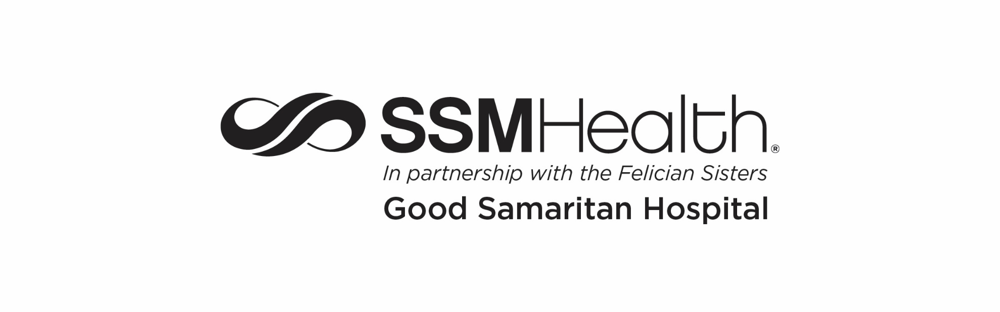 SSMHealth®
In partnership with the Felician Sisters
Good Samaritan Hospital